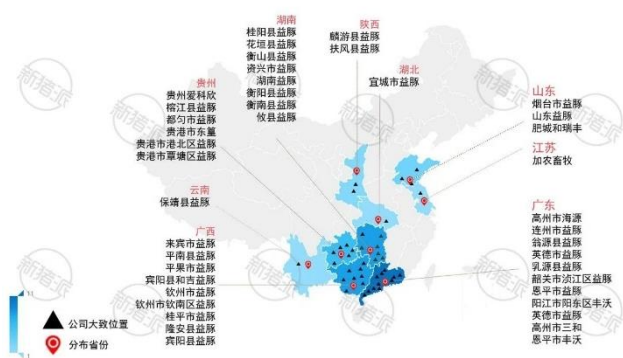 湖南
桂阳县益豚
花垣县益豚
衡山县益豚
资兴市益豚
湖南益豚
衡阳县益豚
衡南县益豚
攸县益豚
陕西
麟游县益豚
扶风县益豚
湖北
宜城市益豚
贵州
贵州爱科欣
榕江县益豚
都匀市益豚
贵港市东篁
贵港市港北区益豚
贵港市覃塘区益豚
山东
烟台市益豚
山东益豚
肥城和瑞丰
江苏
加农畜牧
云南
保靖县益豚
广西
来宾市益豚
平南县益豚
平果市益豚
宾阳县和吉益豚
钦州市益豚
钦州市钦南区益豚
桂平市益豚
隆安县益豚
宾阳县益豚
广东
高州市海源
连州市益豚
翁源县益豚
英德市益豚
乳源县益豚
韶关市浈江区益豚
恩平市益豚
阳江市阳东区丰沃
英德市益豚
高州市三和
恩平市丰沃
11
1
公司大致位置
分布省份
新猪派